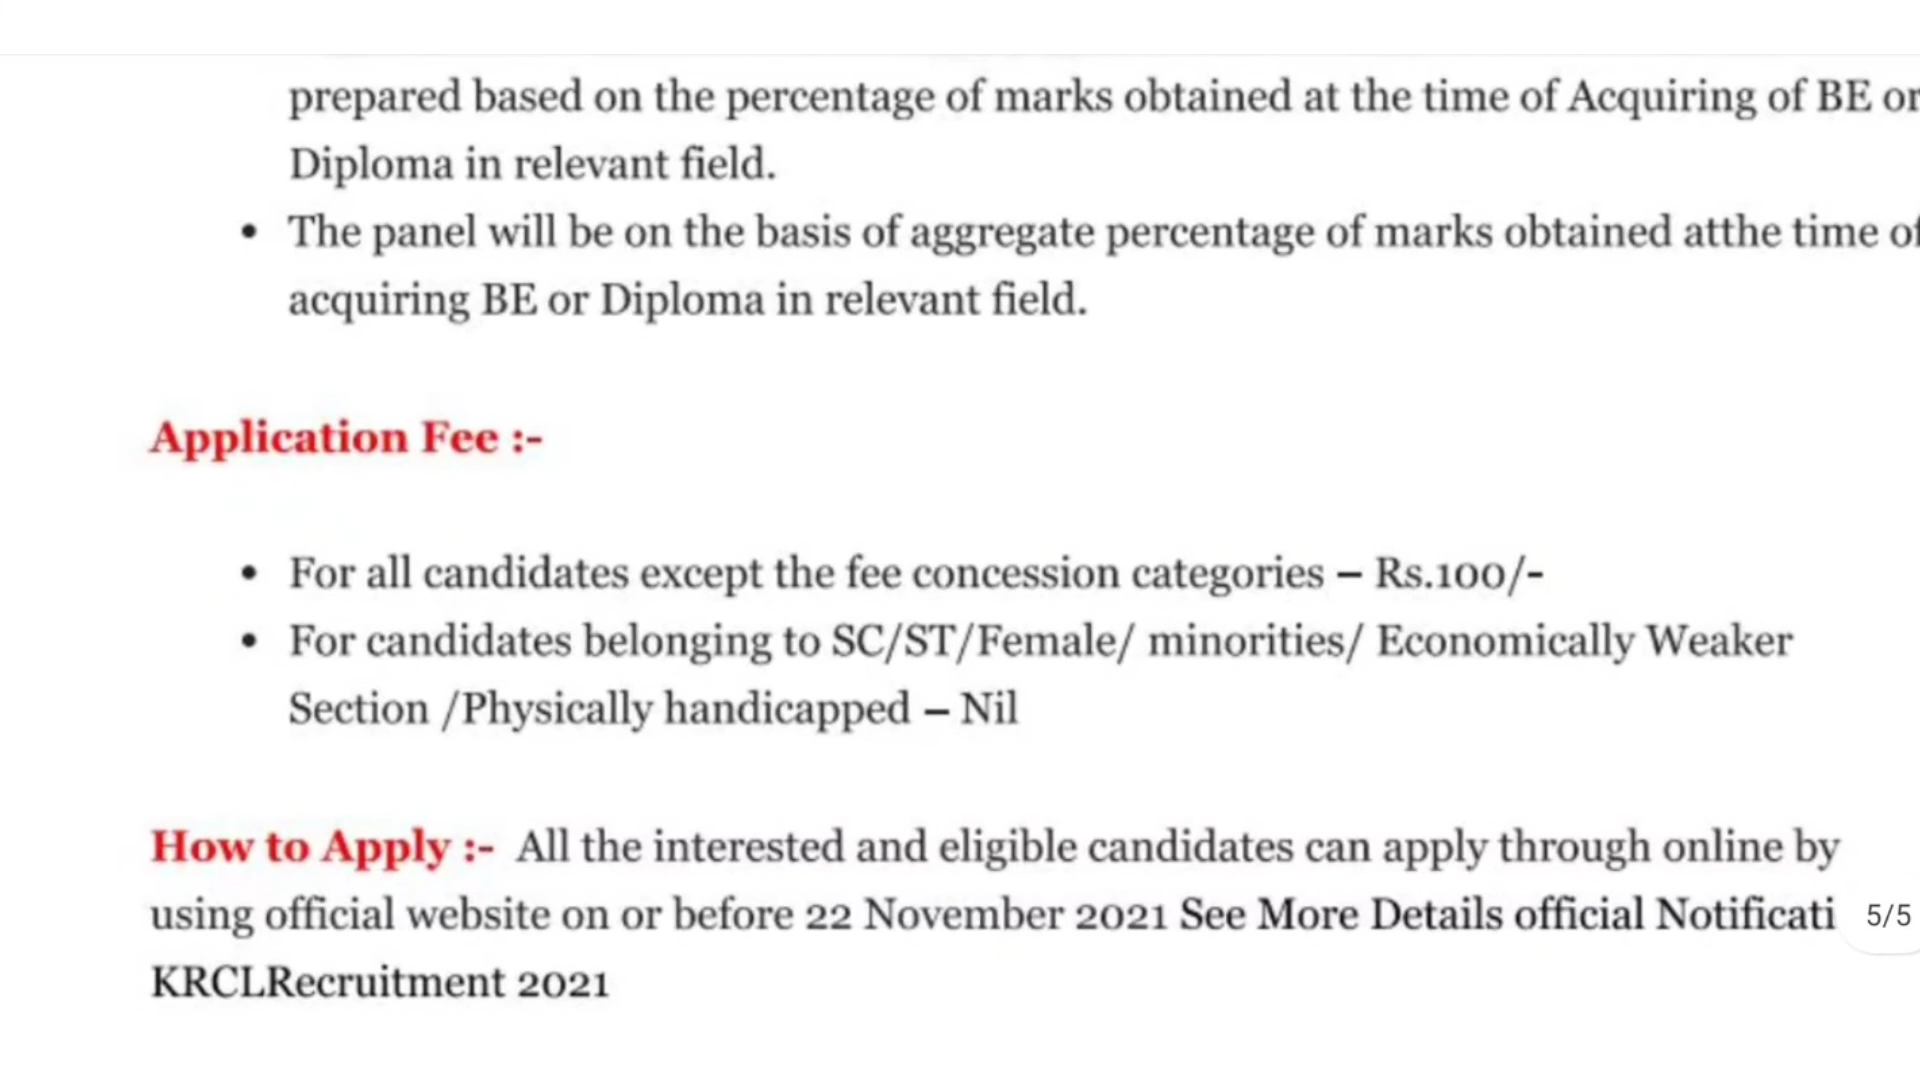 prepared based on the percentage of marks obtained at the time of Acquiring of BE or
Diploma in relevant field.
• The panel will be on the basis of aggregate percentage of marks obtained atthe time of
acquiring BE or Diploma in relevant field.
Application Fee :-
• For all candidates except the fee concession categories – Rs.100/-
• For candidates belonging to SC/ST/Female/ minorities/ Economically Weaker
Section /Physically handicapped – Nil
How to Apply :- All the interested and eligible candidates can apply through online by
using official website on or before 22 November 2021 See More Details official Notificati
5/5
KRCLRecruitment 2021